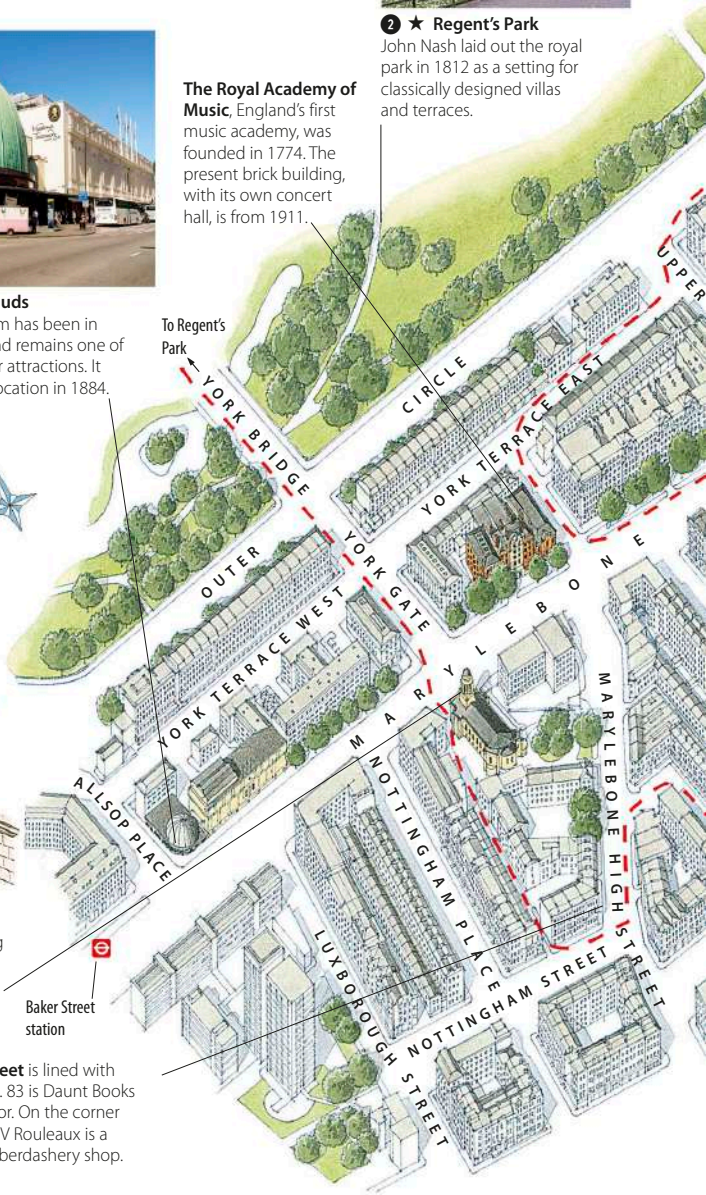 2 ★ Regent's Park
John Nash laid out the royal
park in 1812 as a setting for
classically designed villas
and terraces.
The Royal Academy of
Music, England's first
music academy, was
founded in 1774. The
present brick building,
with its own concert
hall, is from 1911.
uds
m has been in
nd remains one of
r attractions. It
ocation in 1884.
To Regent's
Park
UPPER
CIRCLE
YORK BRIDGE
YORK TERRACE EAST
OUTER
YORK GATE
MARYLEBONE
YORK TERRACE WEST
MARYLEBONE HIGH STREET
ALLSOP PLACE
NOTTINGHAM PLACE
LUXBOROUGH STREET
NOTTINGHAM STREET
g
Baker Street
station
eet is lined with
. 83 is Daunt Books
or. On the corner
V Rouleaux is a
berdashery shop.